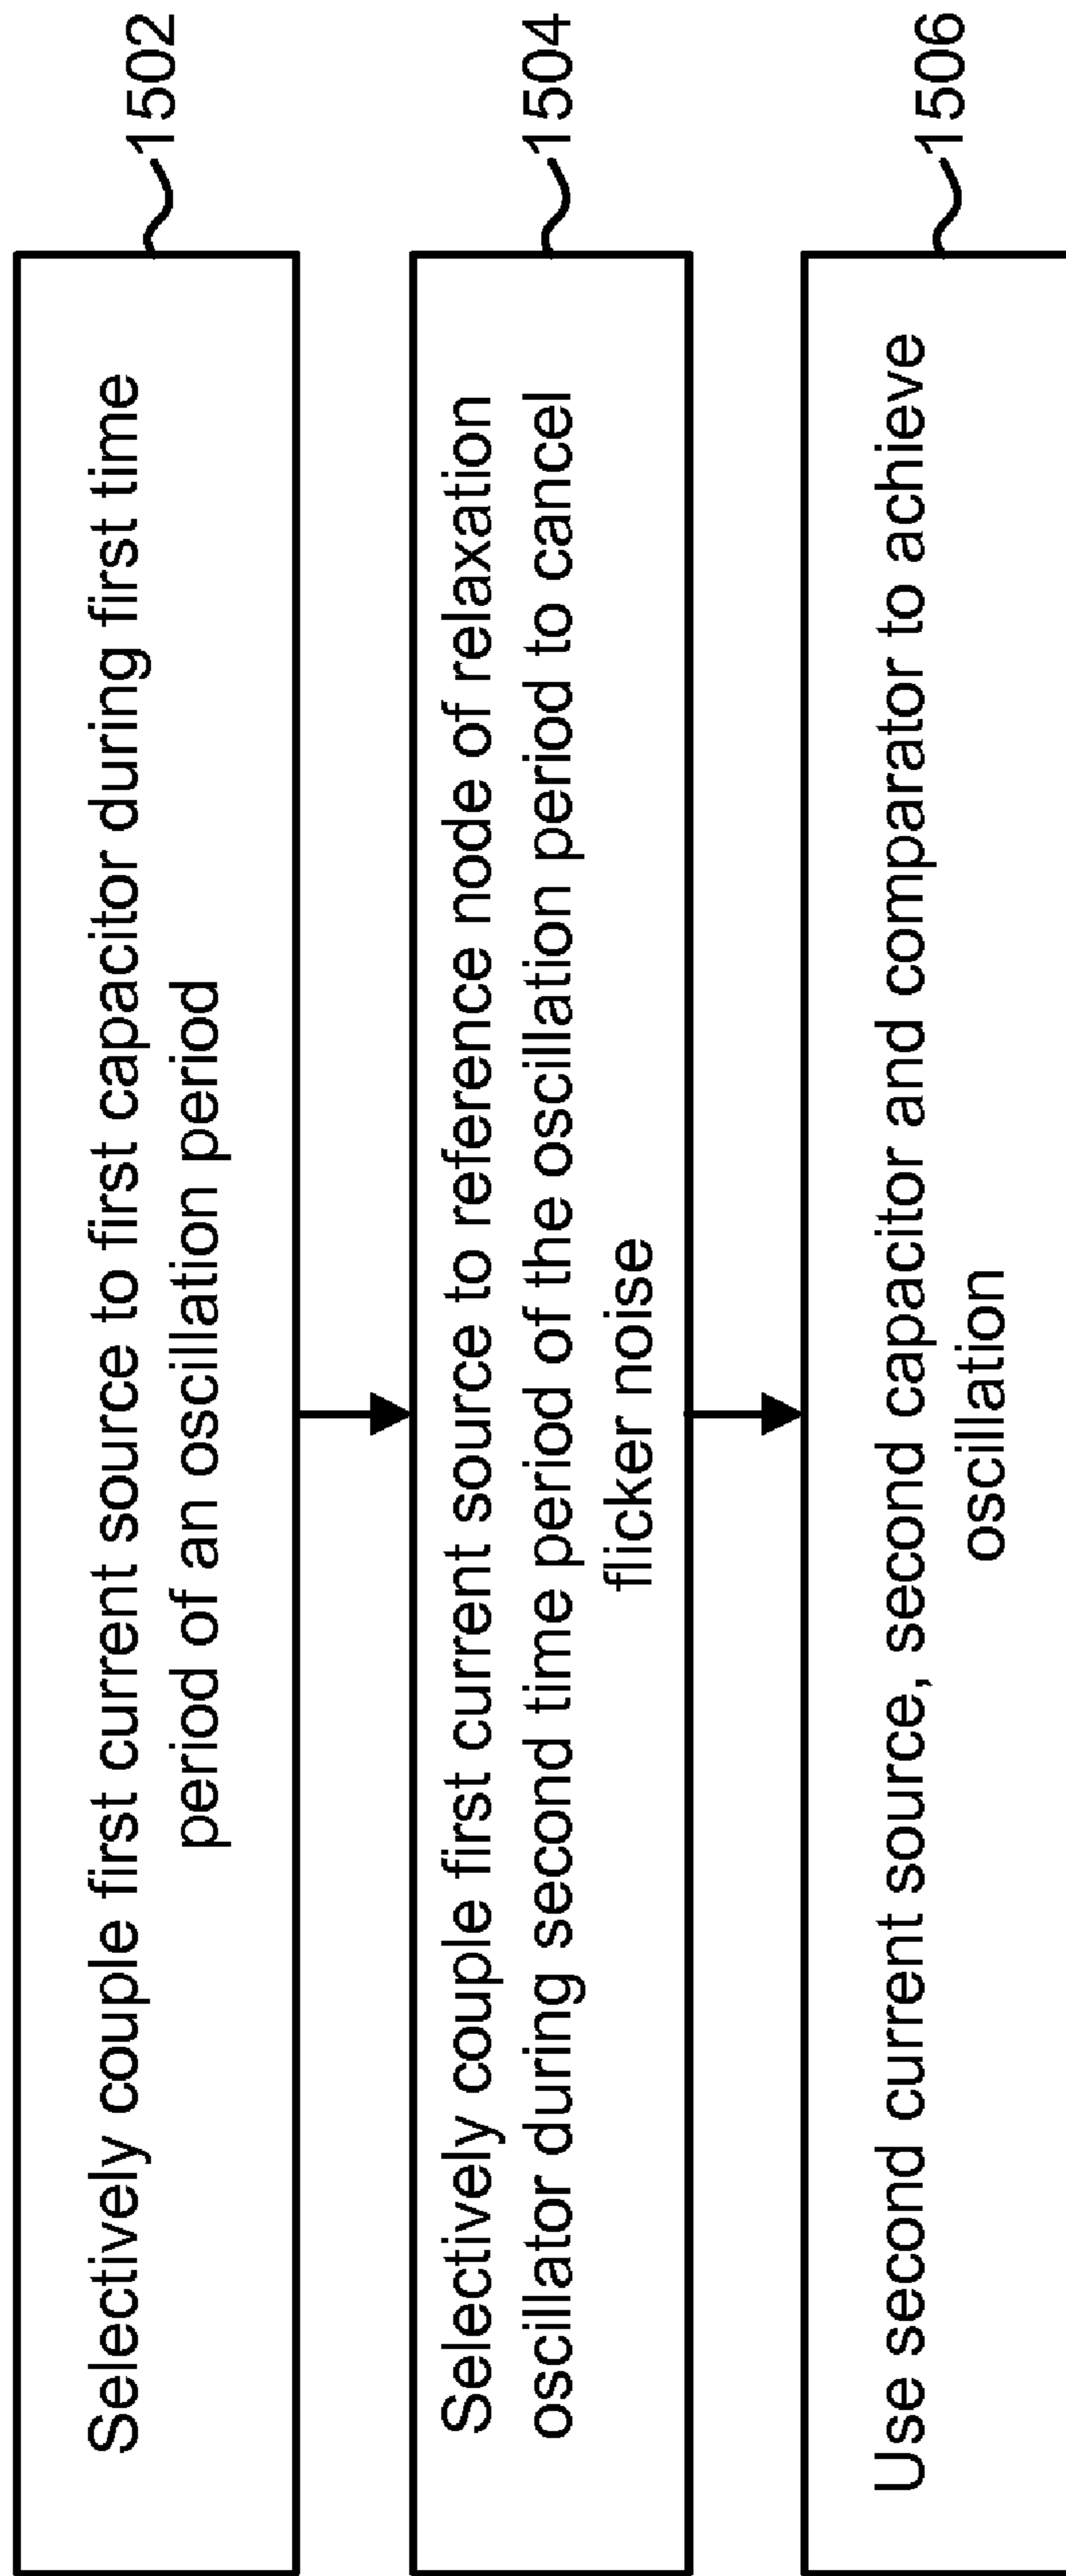 Selectively couple first current source to first capacitor during first time
period of an oscillation period
1502
Selectively couple first current source to reference node of relaxation
oscillator during second time period of the oscillation period to cancel
flicker noise
1504
Use second current source, second capacitor and comparator to achieve
oscillation
1506